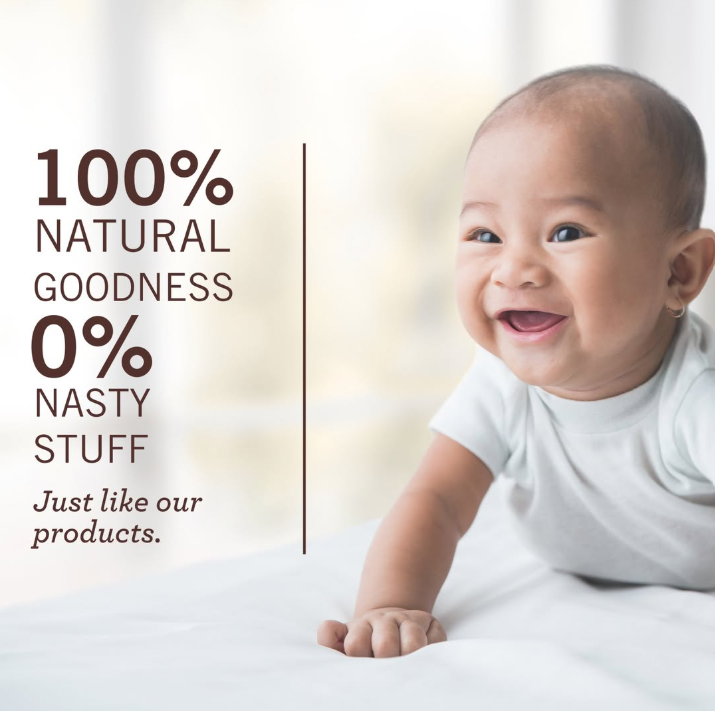 100%
NATURAL
GOODNESS
0%
NASTY
STUFF
Just like our
products.